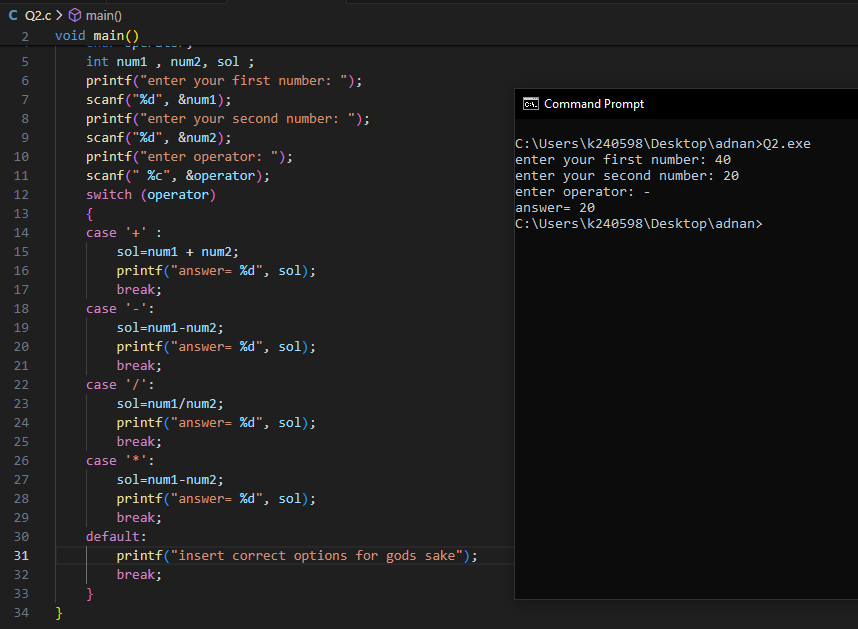 C Q2.c > main()
2 void main()
5 int num1 , num2, sol ;
6 printf("enter your first number: ");
7 scanf("%d", &num1);
8 printf("enter your second number: ");
9 scanf("%d", &num2);
10 printf("enter operator: ");
11 scanf(" %c", &operator);
12 switch (operator)
13 {
14 case '+' :
15 sol=num1 + num2;
16 printf("answer= %d", sol);
17 break;
18 case '-':
19 sol=num1-num2;
20 printf("answer= %d", sol);
21 break;
22 case '/':
23 sol=num1/num2;
24 printf("answer= %d", sol);
25 break;
26 case '*':
27 sol=num1-num2;
28 printf("answer= %d", sol);
29 break;
30 default:
31 printf("insert correct options for gods sake");
32 break;
33 }
34 }
Command Prompt
C:\Users\k240598\Desktop\adnan>Q2.exe
enter your first number: 40
enter your second number: 20
enter operator: -
answer= 20
C:\Users\k240598\Desktop\adnan>